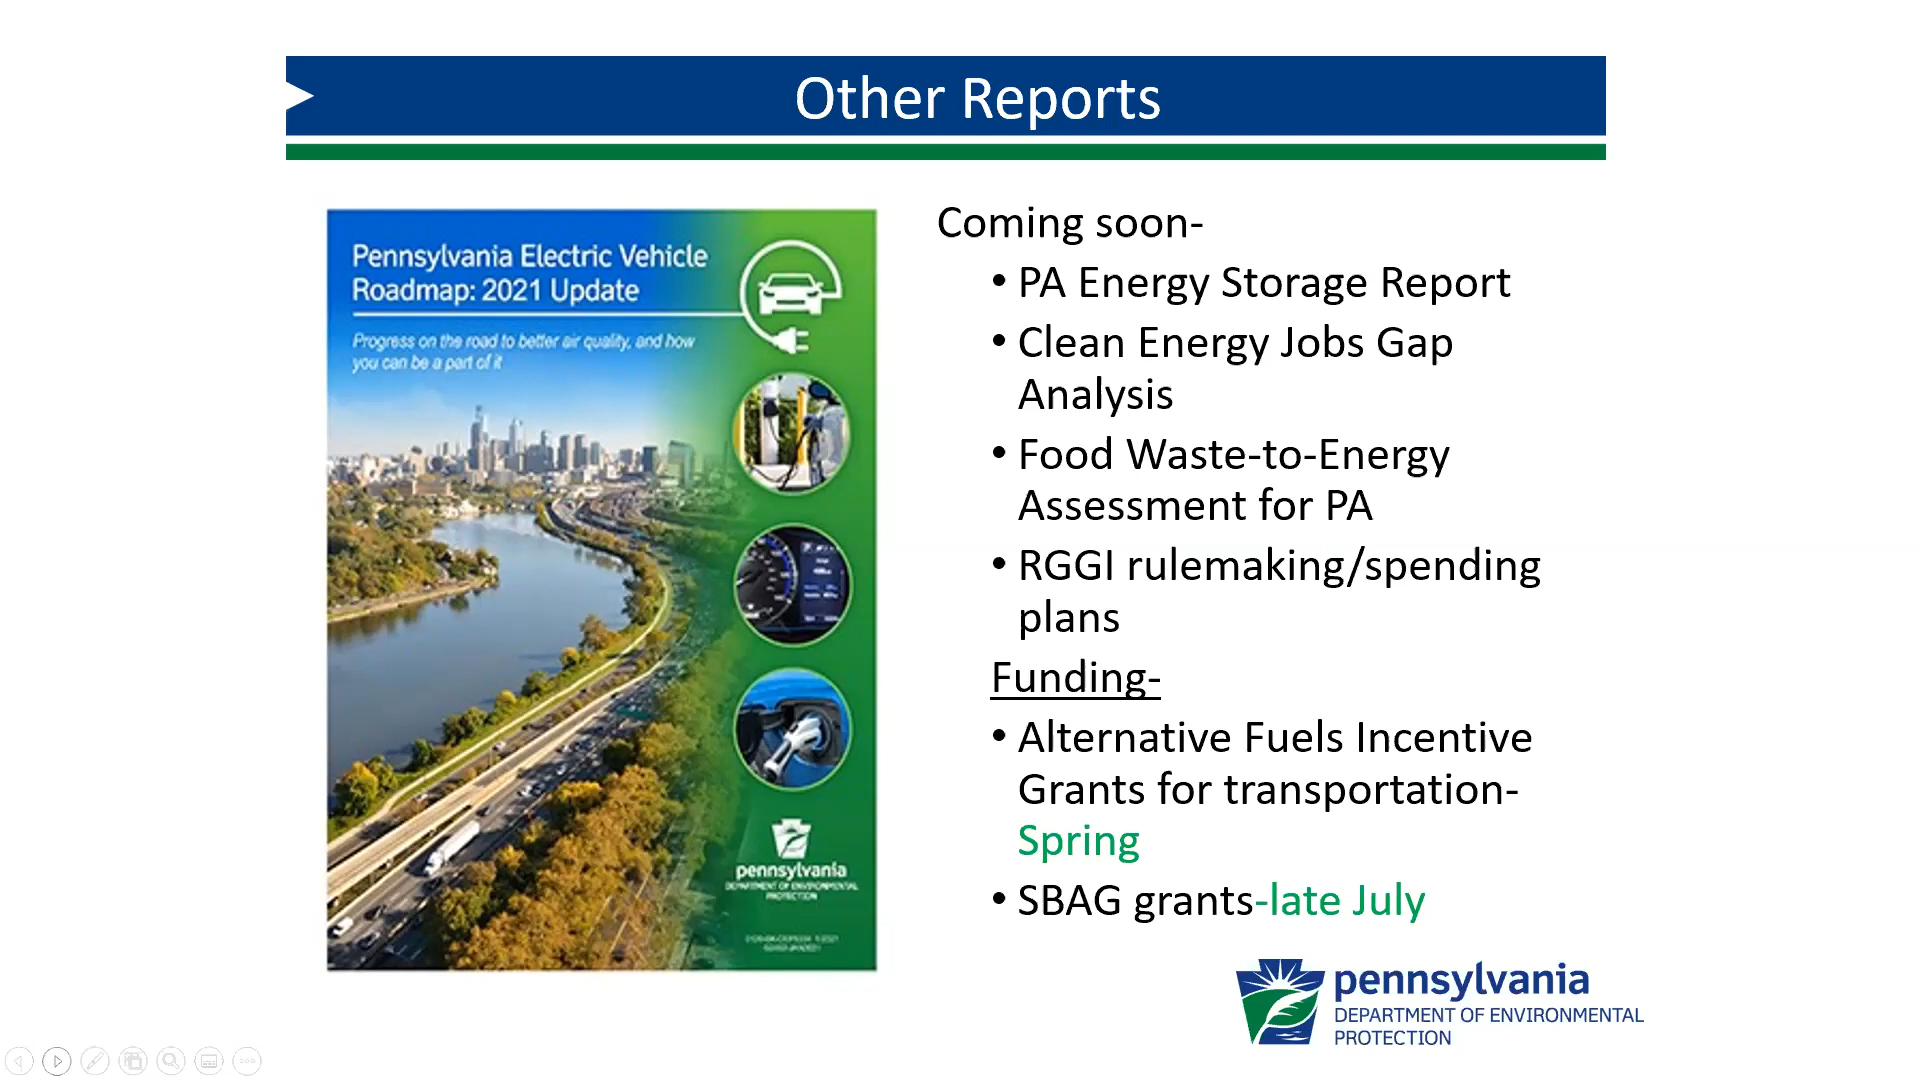 Other Reports
Pennsylvania Electric Vehicle
Roadmap: 2021 Update
Progress on the road to better air quality, and how
you can be a part of it
pennsylvania
DEPARTMENT OF ENVIRONMENTAL
PROTECTION
Coming soon-
• PA Energy Storage Report
• Clean Energy Jobs Gap
Analysis
• Food Waste-to-Energy
Assessment for PA
• RGGI rulemaking/spending
plans
Funding-
• Alternative Fuels Incentive
Grants for transportation-
Spring
• SBAG grants-late July
pennsylvania
DEPARTMENT OF ENVIRONMENTAL
PROTECTION